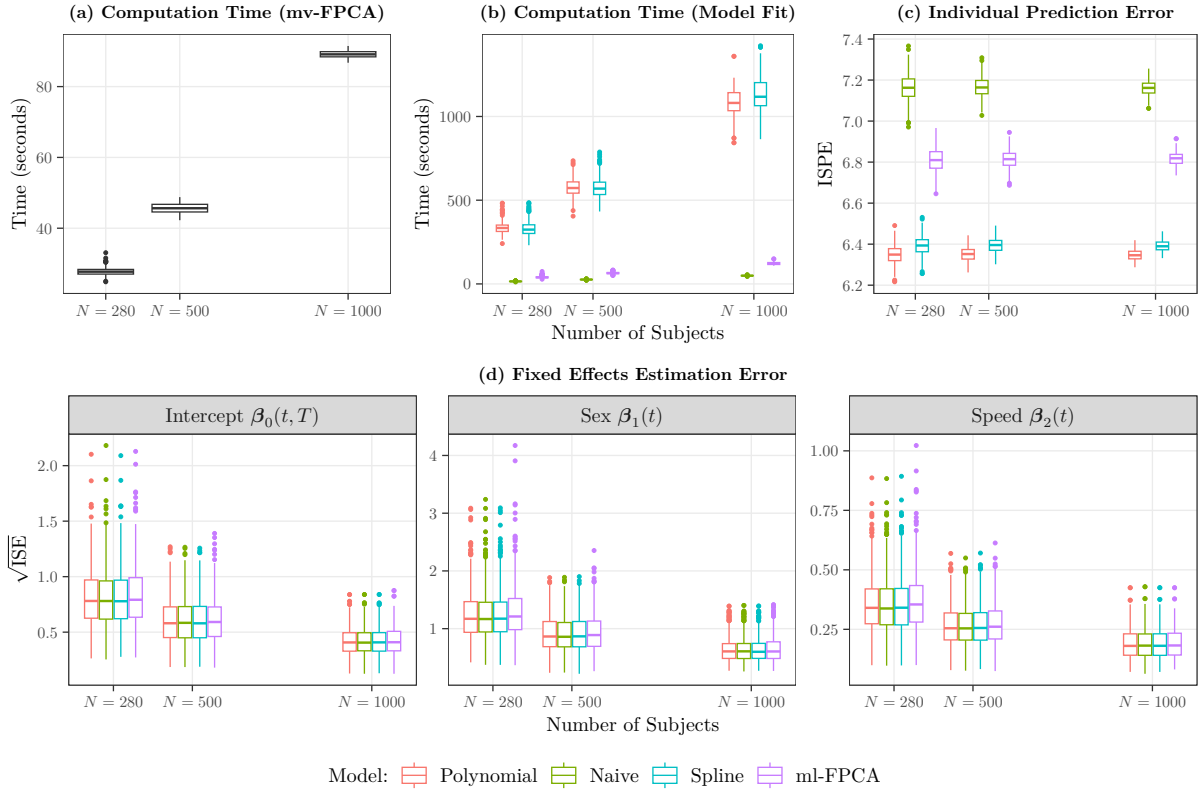 (a) Computation Time (mv-FPCA)
Time (seconds)
80
60
40
N = 280
N = 500
N = 1000
(b) Computation Time (Model Fit)
Time (seconds)
1000
500
0
N = 280
N = 500
N = 1000
Number of Subjects
(c) Individual Prediction Error
ISPE
7.4
7.2
7.0
6.8
6.6
6.4
6.2
N = 280
N = 500
N = 1000
(d) Fixed Effects Estimation Error
Intercept β₀(t, T)
√ISE
2.0
1.5
1.0
0.5
N = 280
N = 500
N = 1000
Sex β₁(t)
4
3
2
1
N = 280
N = 500
N = 1000
Number of Subjects
Speed β₂(t)
1.00
0.75
0.50
0.25
N = 280
N = 500
N = 1000
Model: Polynomial Naive Spline ml-FPCA